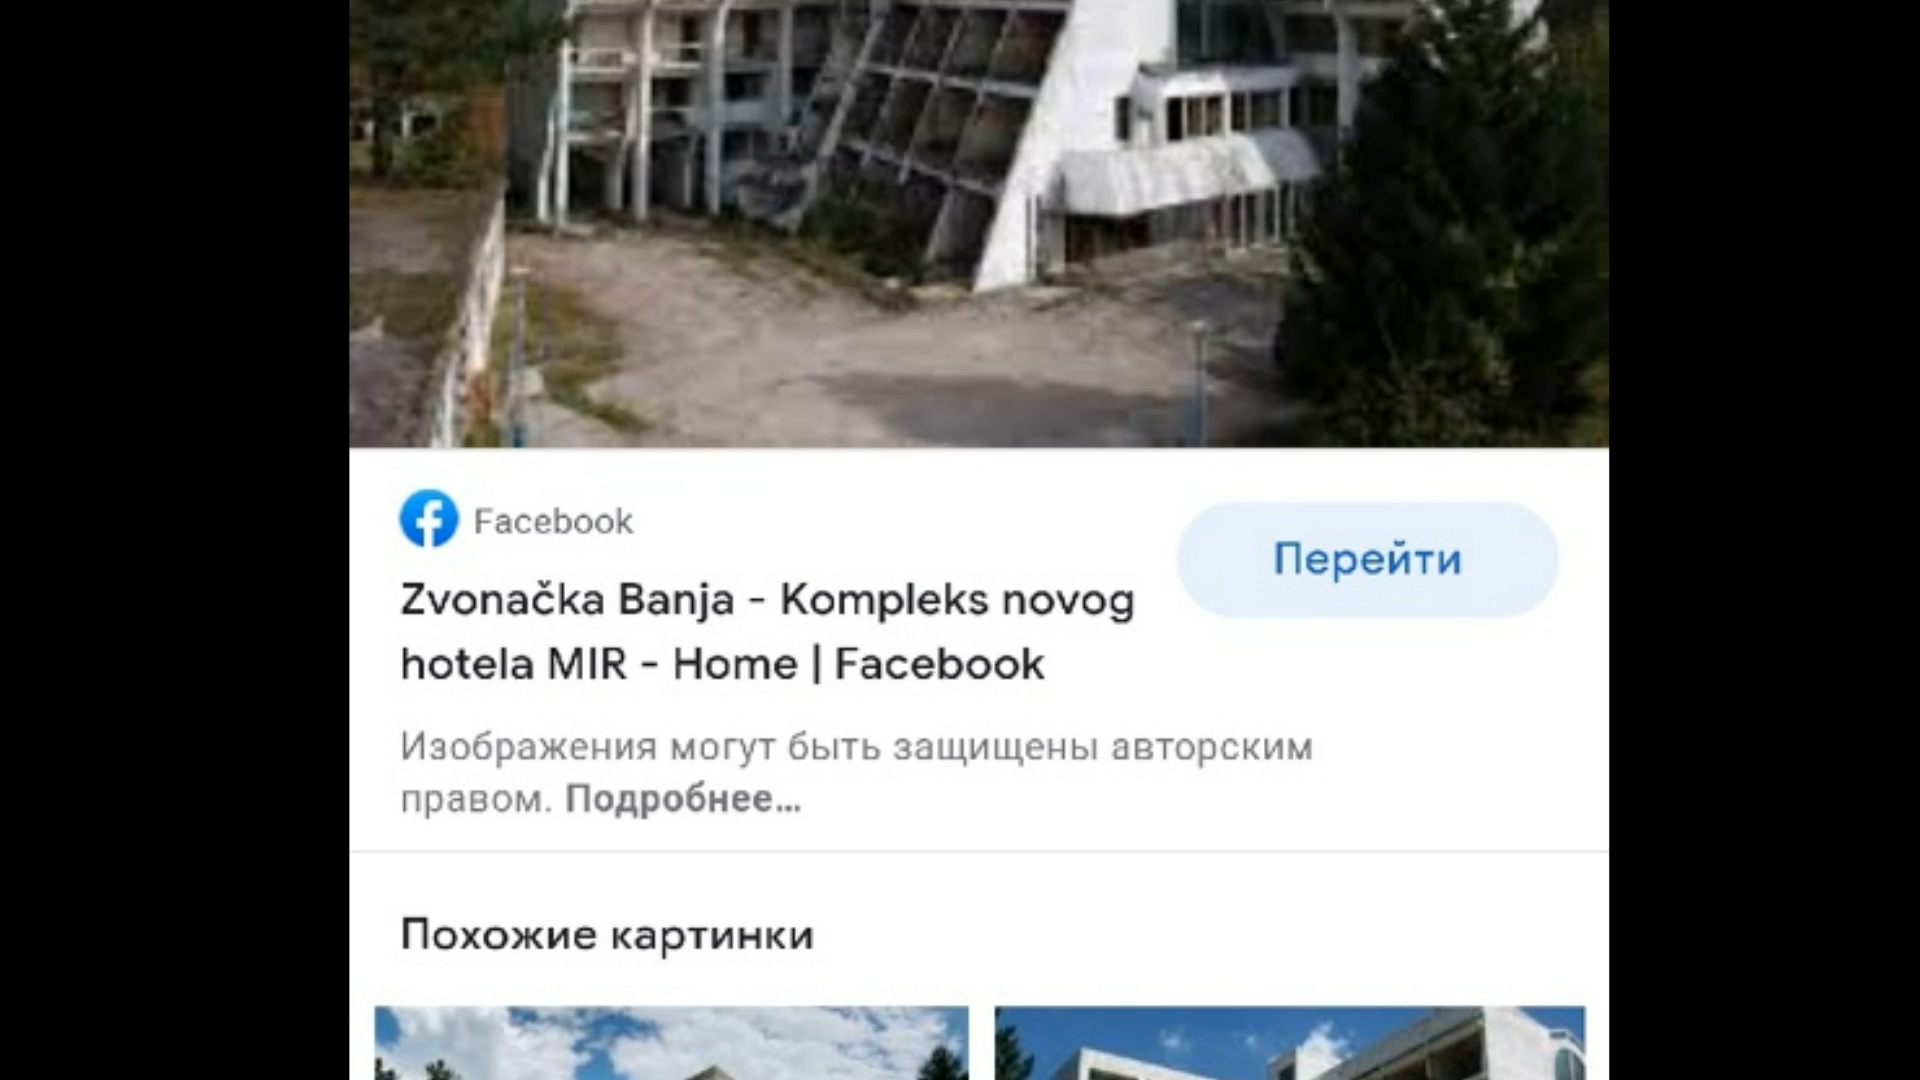 Facebook
Перейти
Zvonačka Banja - Kompleks novog
hotela MIR - Home | Facebook
Изображения могут быть защищены авторским
правом. Подробнее...
Похожие картинки